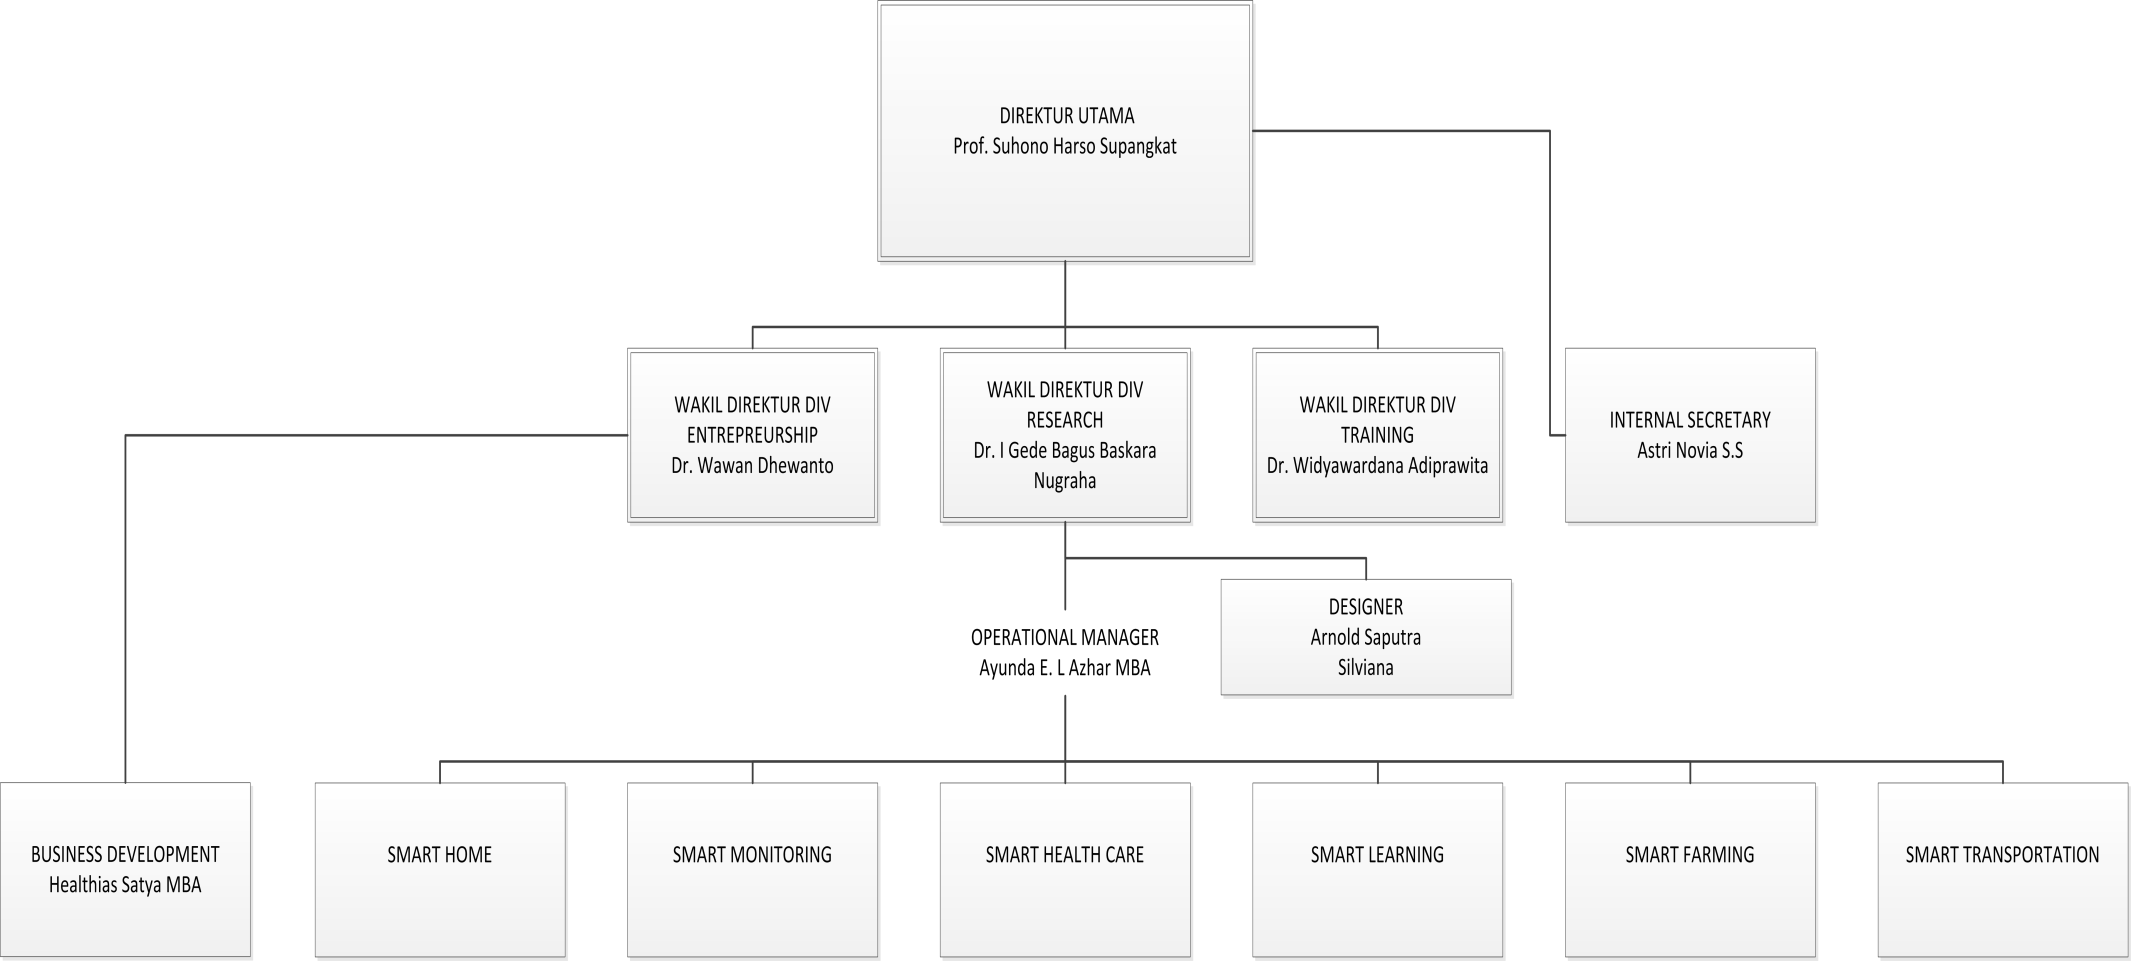 DIREKTUR UTAMA
Prof. Suhono Harso Supangkat
WAKIL DIREKTUR DIV
ENTREPREURSHIP
Dr. Wawan Dhewanto
WAKIL DIREKTUR DIV
RESEARCH
Dr. I Gede Bagus Baskara
Nugraha
WAKIL DIREKTUR DIV
TRAINING
Dr. Widyawardana Adiprawita
INTERNAL SECRETARY
Astri Novia S.S
OPERATIONAL MANAGER
Ayunda E. L Azhar MBA
DESIGNER
Arnold Saputra
Silviana
BUSINESS DEVELOPMENT
Healthias Satya MBA
SMART HOME
SMART MONITORING
SMART HEALTH CARE
SMART LEARNING
SMART FARMING
SMART TRANSPORTATION